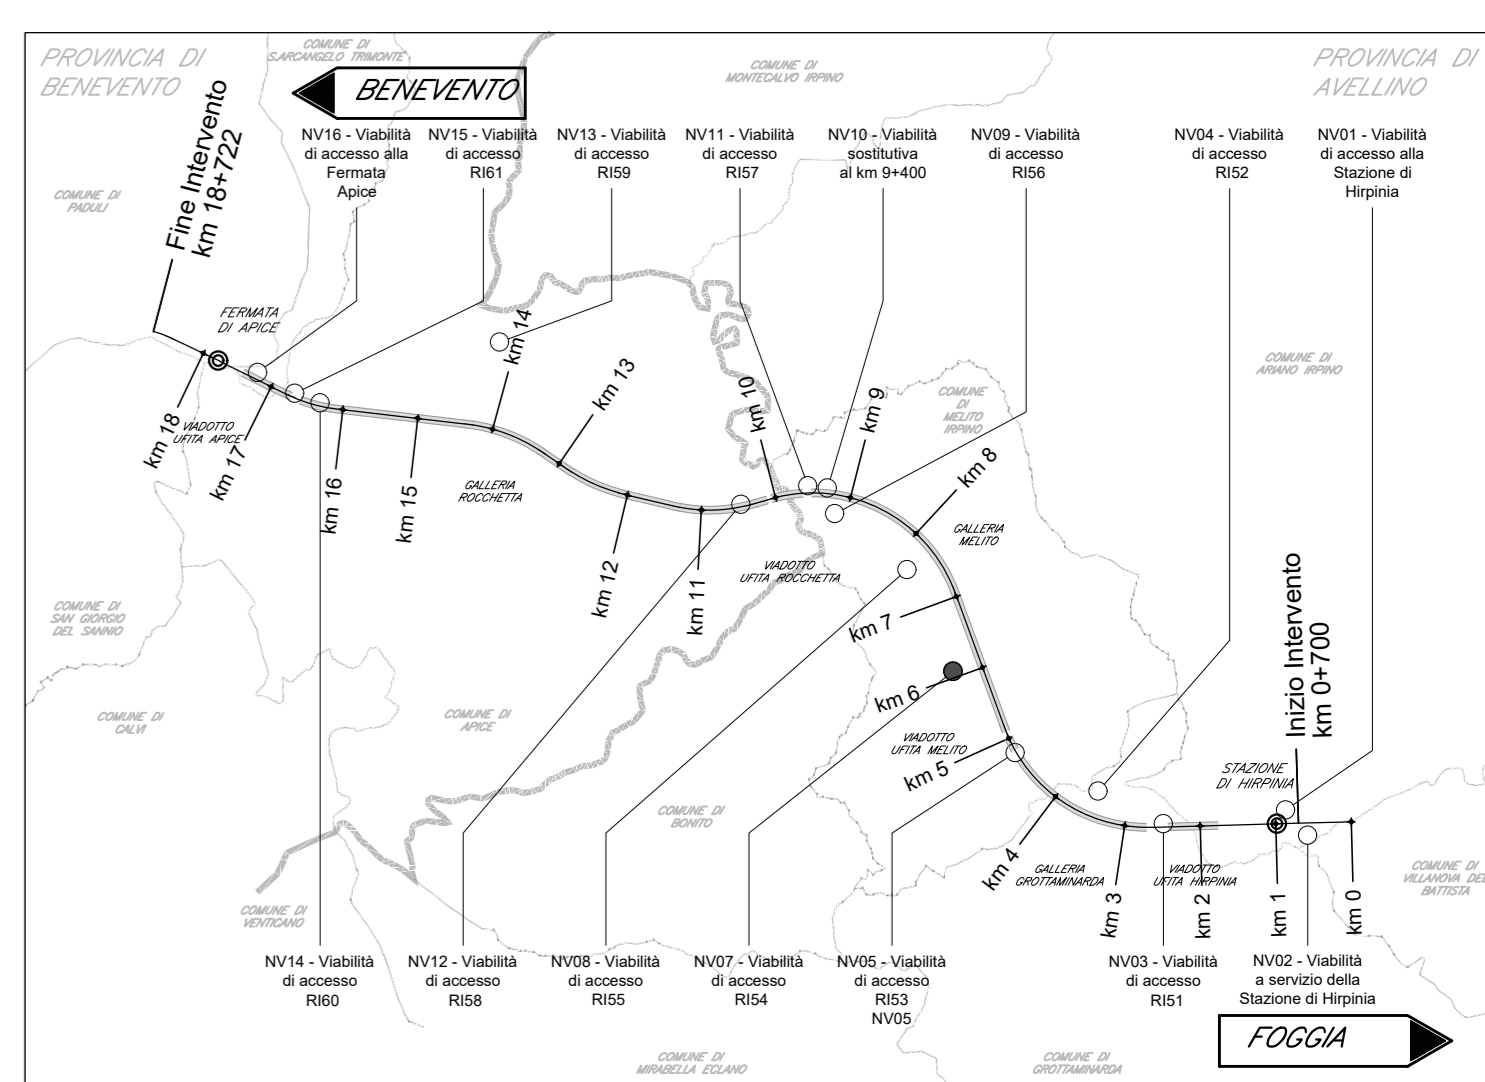 PROVINCIA DI
BENEVENTO
COMUNE DI
S.ARCANGELO TRIMONTE
BENEVENTO
COMUNE DI
MONTECALVO IRPINO
PROVINCIA DI
AVELLINO
Fine Intervento
km 18+722
NV16 - Viabilità
di accesso alla
Fermata
Apice
NV15 - Viabilità
di accesso
RI61
NV13 - Viabilità
di accesso
RI59
NV11 - Viabilità
di accesso
RI57
NV10 - Viabilità
sostitutiva
al km 9+400
NV09 - Viabilità
di accesso
RI56
NV04 - Viabilità
di accesso
RI52
NV01 - Viabilità
di accesso alla
Stazione di
Hirpinia
COMUNE DI
PADULI
FERMATA
DI APICE
km 14
km 13
km 10
km 9
COMUNE DI
ARIANO IRPINO
COMUNE
DI
MELITO
IRPINO
km 18
VIADOTTO
UFITA APICE
km 17
km 16
km 15
GALLERIA
ROCCHETTA
km 8
GALLERIA
MELITO
km 12
km 11
VIADOTTO
UFITA ROCCHETTA
km 7
COMUNE DI
SAN GIORGIO
DEL SANNIO
Inizio Intervento
km 0+700
COMUNE DI
CALVI
COMUNE DI
APICE
km 6
VIADOTTO
UFITA MELITO
km 5
STAZIONE
DI HIRPINIA
COMUNE DI
BONITO
km 4
GALLERIA
GROTTAMINARDA
km 3
VIADOTTO
UFITA HIRPINIA
km 2
km 1
km 0
COMUNE DI
VILLANOVA DEL
BATTISTA
COMUNE DI
VENTICANO
NV14 - Viabilità
di accesso
RI60
NV12 - Viabilità
di accesso
RI58
NV08 - Viabilità
di accesso
RI55
NV07 - Viabilità
di accesso
RI54
NV05 - Viabilità
di accesso
RI53
NV05
NV03 - Viabilità
di accesso
RI51
NV02 - Viabilità
a servizio della
Stazione di Hirpinia
FOGGIA
COMUNE DI
MIRABELLA ECLANO
COMUNE DI
GROTTAMINARDA